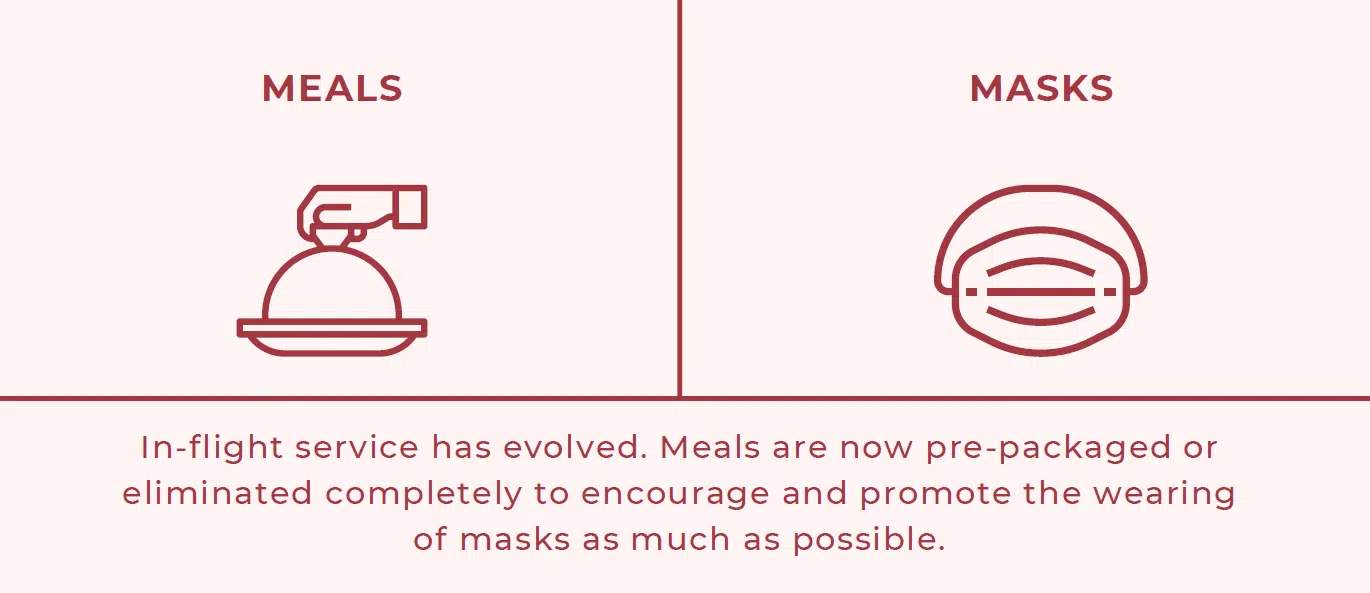 MEALS
MASKS
In-flight service has evolved. Meals are now pre-packaged or
eliminated completely to encourage and promote the wearing
of masks as much as possible.